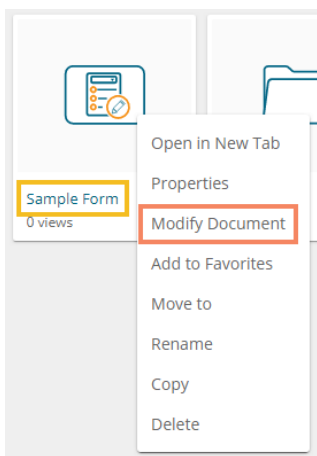 Sample Form
0 views
Open in New Tab
Properties
Modify Document
Add to Favorites
Move to
Rename
Copy
Delete